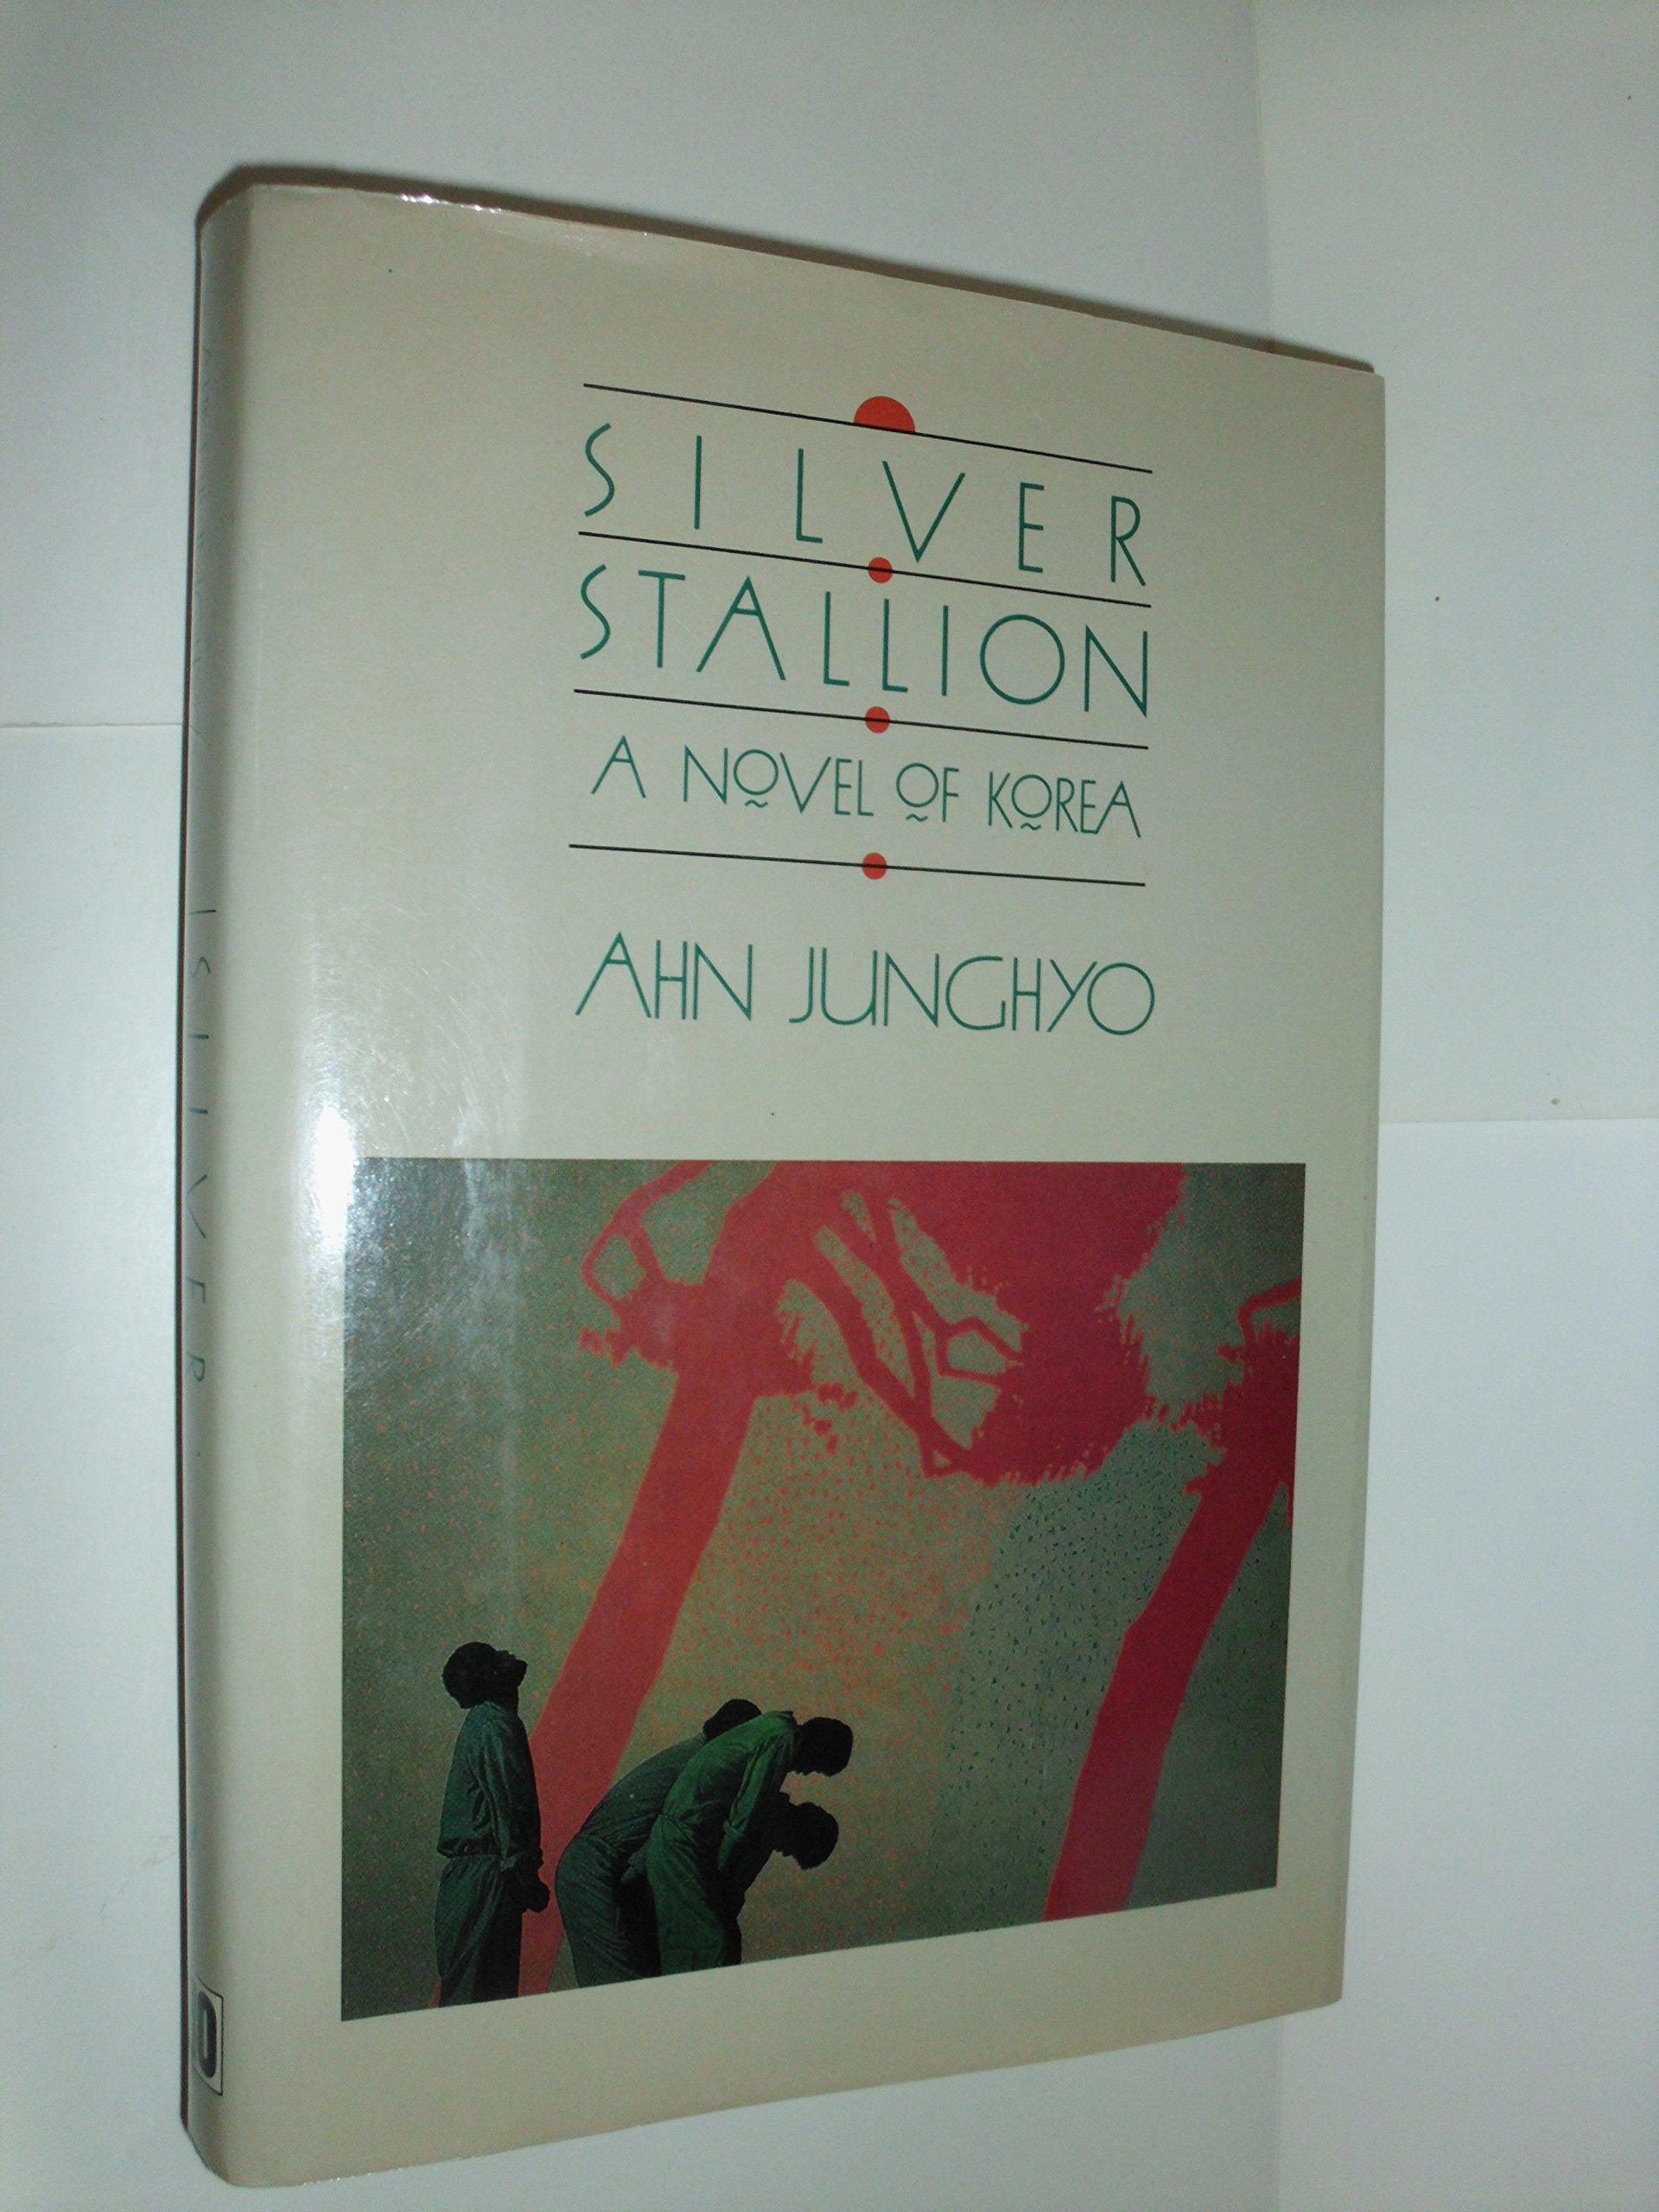 SILVER
STALLION
A NOVEL OF KOREA
AHN JUNGHYO
SILVER